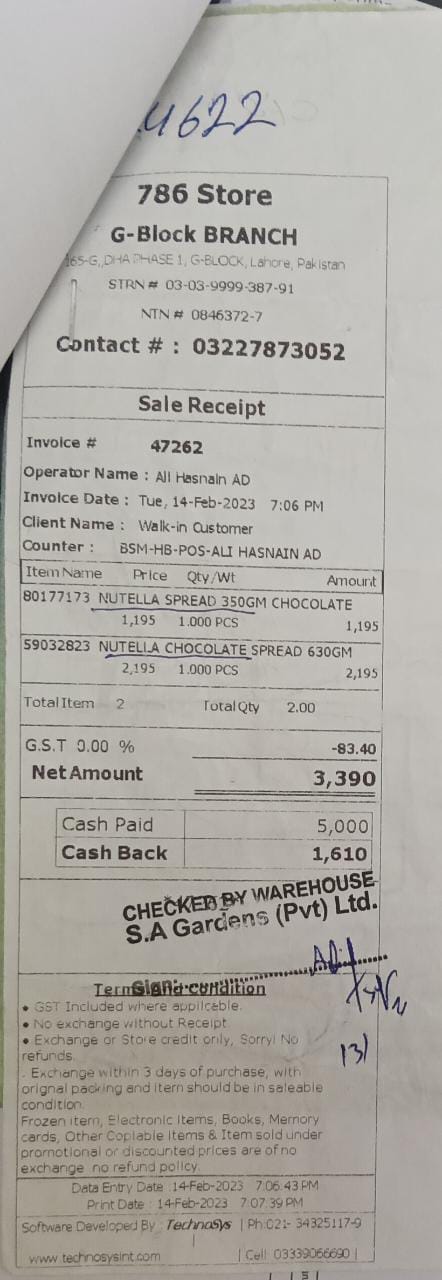 4622
786 Store
G-Block BRANCH
165-G,,DHA PHASE 1, G-BLOCK, Lahore, Pakistan
STRN# 03-03-9999-387-91
NTN # 0846372-7
Contact # : 03227873052
Sale Receipt
Invoice # 47262
Operator Name : Ali Hasnain AD
Invoice Date : Tue, 14-Feb-2023 7:06 PM
Client Name : Walk-in Customer
Counter : BSM-HB-POS-ALI HASNAIN AD
Item Name Price Qty/Wt Amount
80177173 NUTELLA SPREAD 350GM CHOCOLATE
1,195 1.000 PCS 1,195
59032823 NUTELLA CHOCOLATE SPREAD 630GM
2,195 1.000 PCS 2,195
Total Item 2 Total Qty 2.00
G.S.T 0.00 % -83.40
Net Amount 3,390
Cash Paid 5,000
Cash Back 1,610
CHECKED BY WAREHOUSE
S.A Gardens (Pvt) Ltd.
Sign:
Terms and condition
• GST Included where applicable.
• No exchange without Receipt
• Exchange or Store credit only, Sorry! No
refunds.
. Exchange within 3 days of purchase, with
orignal packing and item should be in saleable
condition.
Frozen item, Electronic Items, Books, Memory
cards, Other Copiable Items & Item sold under
promotional or discounted prices are of no
exchange no refund policy.
Data Entry Date :14-Feb-2023 7:06:43 PM
Print Date : 14-Feb-2023 7:07:39 PM
Software Developed By : TechnoSys | Ph:021- 34325117-9
|
www.technosysint.com | Cell: 03339066690 |